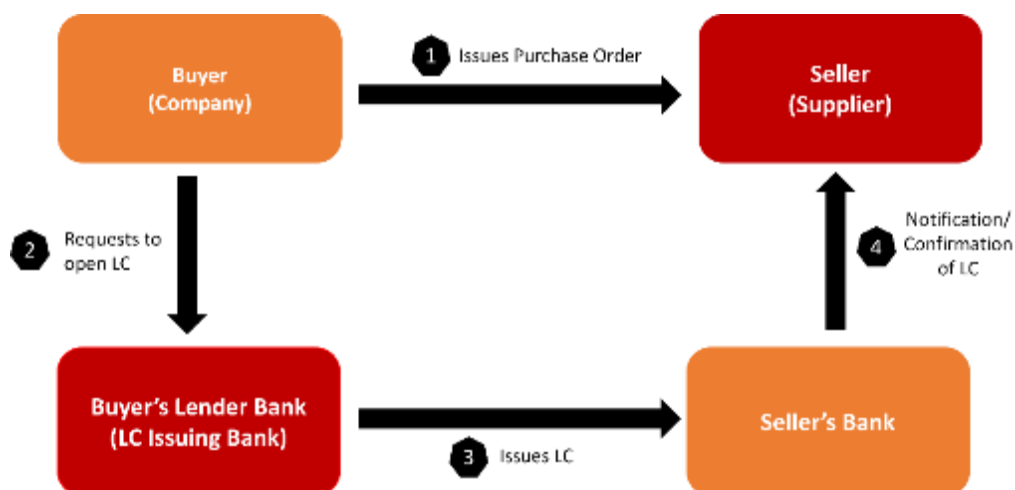 Buyer
(Company)
1 Issues Purchase Order
Seller
(Supplier)
2 Requests to
open LC
4 Notification/
Confirmation
of LC
Buyer's Lender Bank
(LC Issuing Bank)
3 Issues LC
Seller's Bank